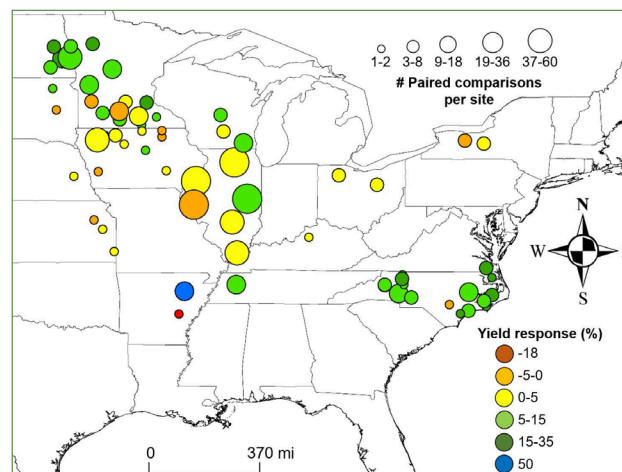 1-2 3-8 9-18 19-36 37-60
# Paired comparisons
per site
N
W E
S
Yield response (%)
-18
-5-0
0-5
5-15
15-35
50
0 370 mi